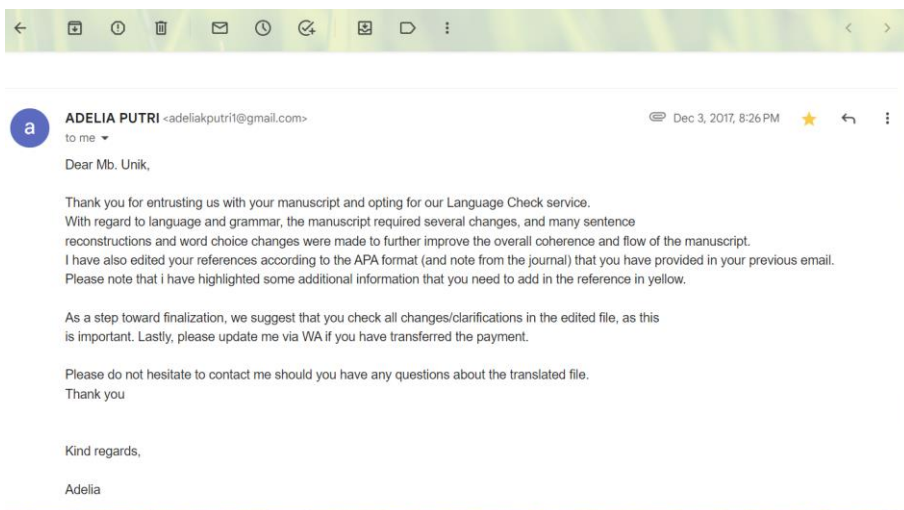 ADELIA PUTRI <adeliakputri1@gmail.com>
Dec 3, 2017, 8:26 PM
to me
a
Dear Mb. Unik,
Thank you for entrusting us with your manuscript and opting for our Language Check service.
With regard to language and grammar, the manuscript required several changes, and many sentence
reconstructions and word choice changes were made to further improve the overall coherence and flow of the manuscript.
I have also edited your references according to the APA format (and note from the journal) that you have provided in your previous email.
Please note that i have highlighted some additional information that you need to add in the reference in yellow.
As a step toward finalization, we suggest that you check all changes/clarifications in the edited file, as this
is important. Lastly, please update me via WA if you have transferred the payment.
Please do not hesitate to contact me should you have any questions about the translated file.
Thank you
Kind regards,
Adelia